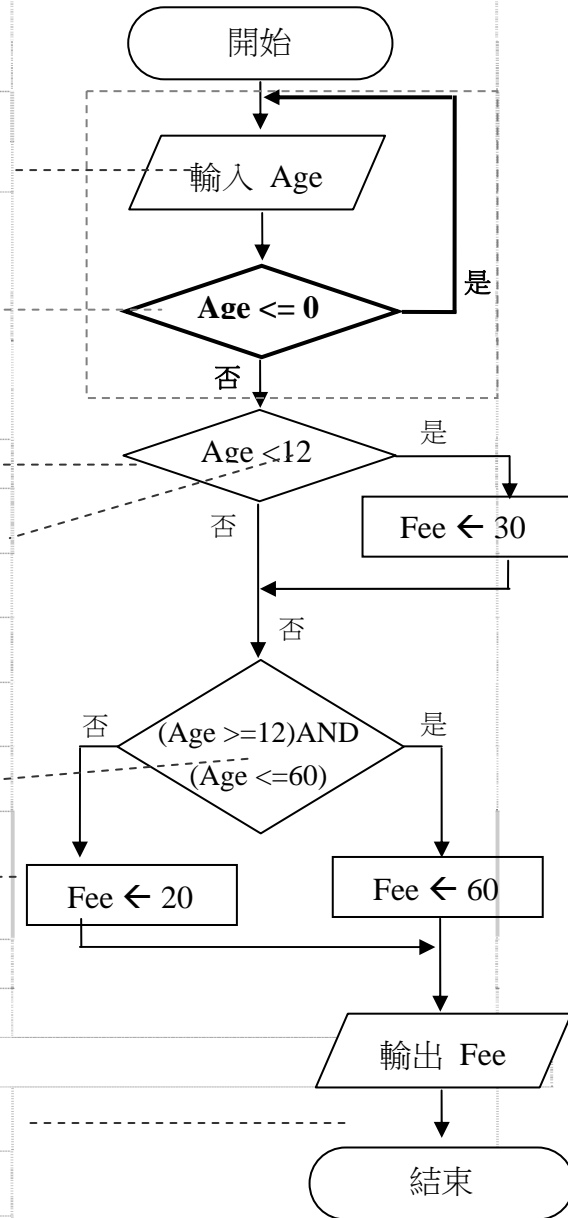 開始
輸入 Age
Age <= 0
是
否
Age <12
是
否
Fee ← 30
否
(Age >=12)AND
(Age <=60)
否
是
Fee ← 20
Fee ← 60
輸出 Fee
結束